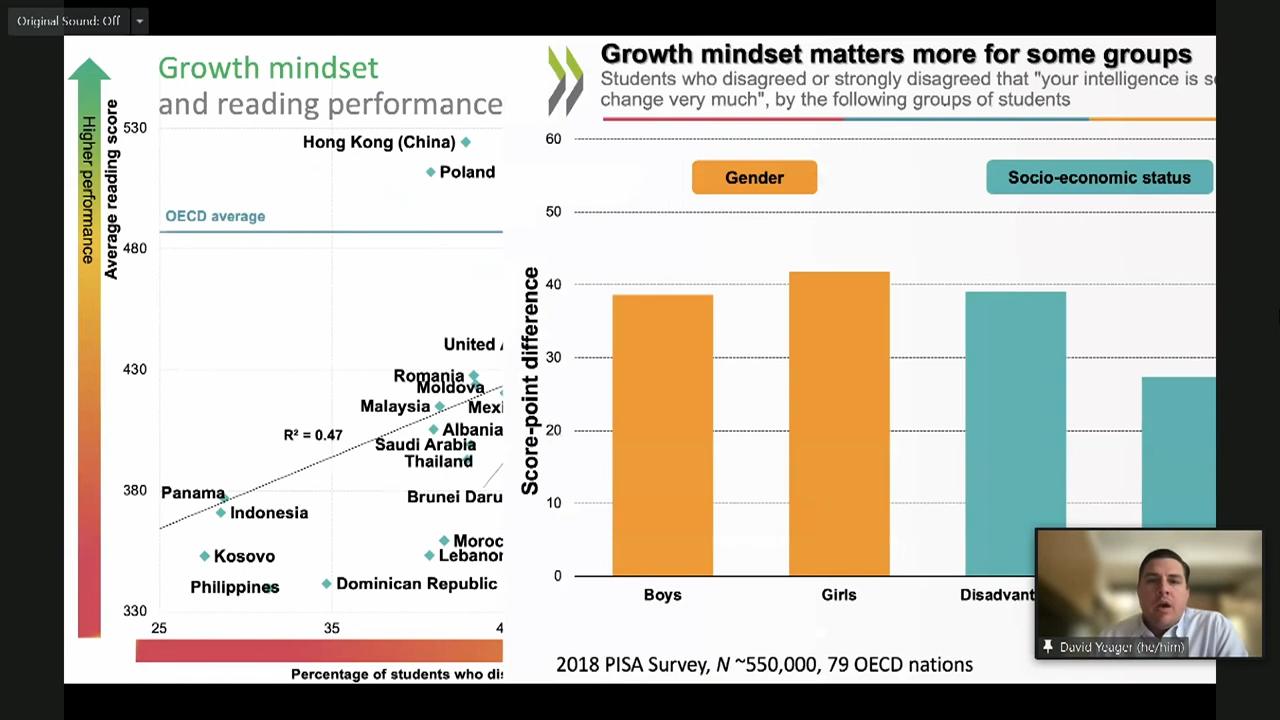 Original Sound: Off
Growth mindset
and reading performance
Higher performance
Average reading score
530
480
430
380
330
Hong Kong (China)
Poland
OECD average
United
Romania
Moldova
Malaysia
Mexi
R² = 0.47
Albania
Saudi Arabia
Thailand
Panama
Brunei Daru
Indonesia
Moroc
Kosovo
Lebanon
Philippines
Dominican Republic
25
35
4
Percentage of students who dis
Growth mindset matters more for some groups
Students who disagreed or strongly disagreed that "your intelligence is
change very much", by the following groups of students
60
50
40
30
20
10
0
Gender
Socio-economic status
Score-point difference
Boys
Girls
Disadvant
2018 PISA Survey, N ~550,000, 79 OECD nations
David Yeager (he/him)